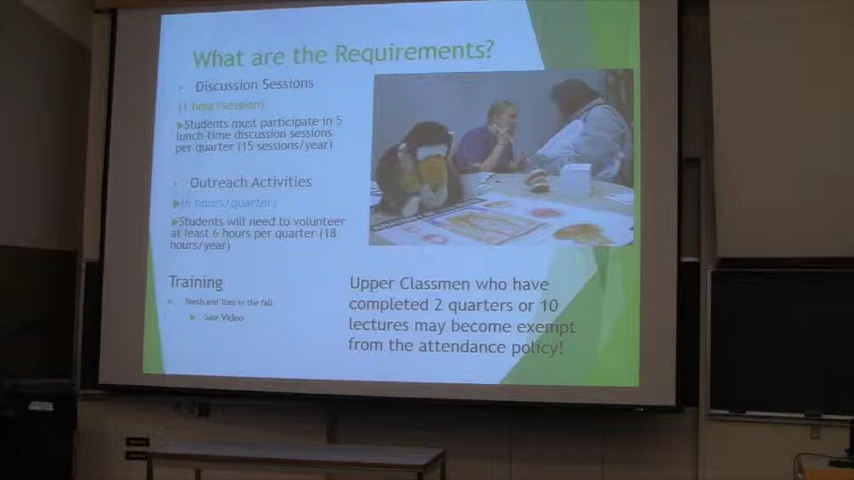 What are the Requirements?
Discussion Sessions
(1 hour/session)
Students must participate in 5
lunch-time discussion sessions
per quarter (15 sessions/year)
Outreach Activities
(6 hours/quarter)
Students will need to volunteer
at least 6 hours per quarter (18
hours/year)
Training
Teeth and Toes in the fall
See Video
Upper Classmen who have
completed 2 quarters or 10
lectures may become exempt
from the attendance policy!